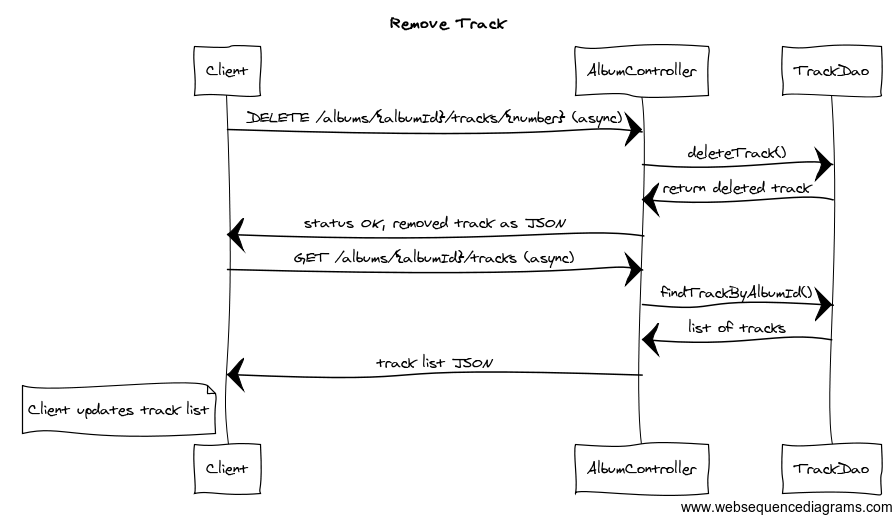 Remove Track
Client
AlbumController
TrackDao
DELETE /albums/{albumId}/tracks/{number} (async)
deleteTrack()
return deleted track
status OK, removed track as JSON
GET /albums/{albumId}/tracks (async)
findTrackByAlbumId()
list of tracks
track list JSON
Client updates track list
Client
AlbumController
TrackDao
www.websequencediagrams.com